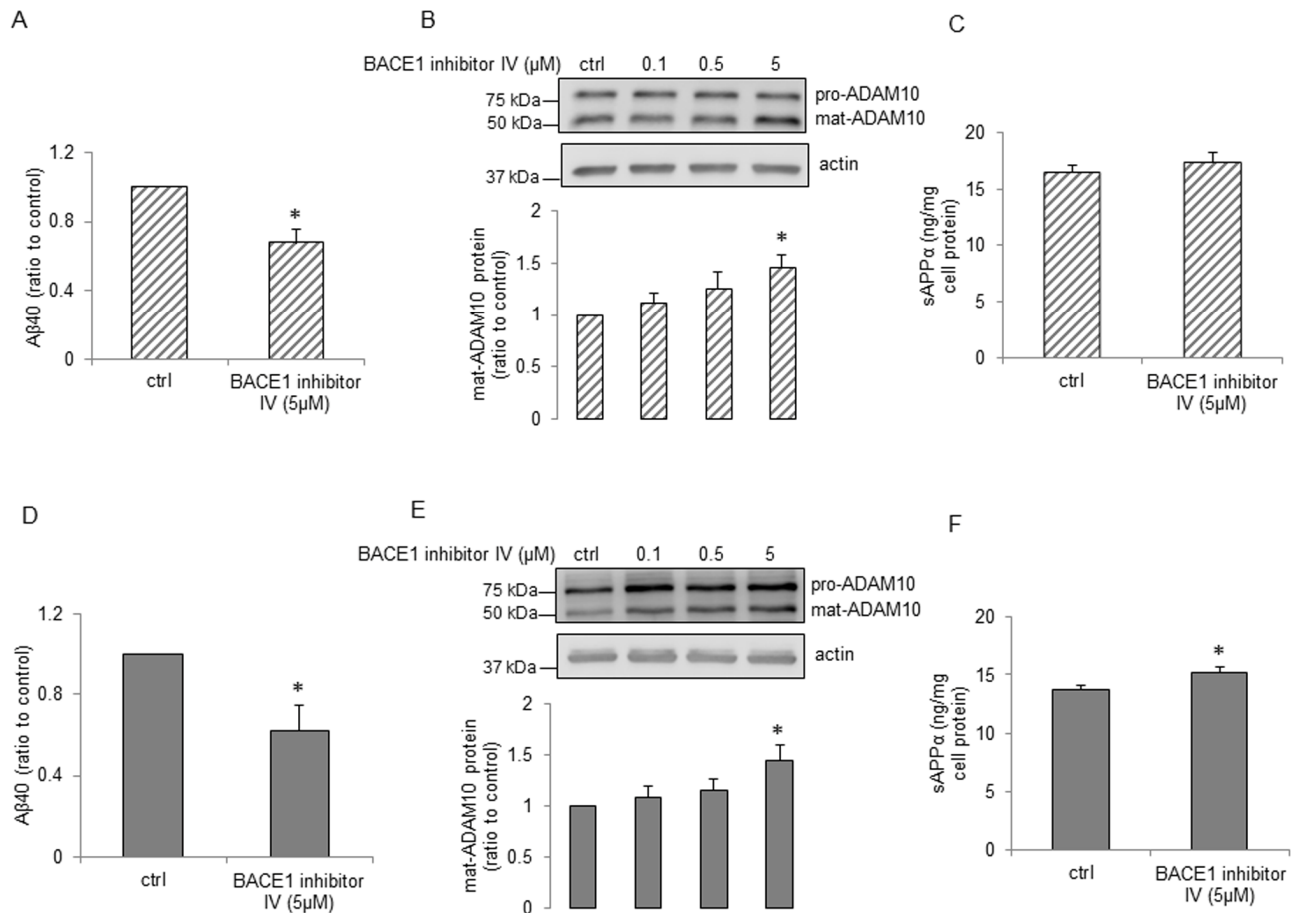 A
Aβ40 (ratio to control)
1.2
0.8
0.4
0
*
ctrl
BACE1 inhibitor
IV (5µM)
B
BACE1 inhibitor IV (µM) ctrl 0.1 0.5 5
75 kDa
50 kDa
pro-ADAM10
mat-ADAM10
37 kDa
actin
mat-ADAM10 protein
(ratio to control)
2
1.5
1
0.5
0
*
C
sAPPα (ng/mg
cell protein)
20
15
10
5
0
ctrl
BACE1 inhibitor
IV (5µM)
D
Aβ40 (ratio to control)
1.2
0.8
0.4
0
*
ctrl
BACE1 inhibitor
IV (5µM)
E
BACE1 inhibitor IV (µM) ctrl 0.1 0.5 5
75 kDa
50 kDa
pro-ADAM10
mat-ADAM10
37 kDa
actin
mat-ADAM10 protein
(ratio to control)
2
1.5
1
0.5
0
*
F
sAPPα (ng/mg
cell protein)
20
15
10
5
0
*
ctrl
BACE1 inhibitor
IV (5µM)